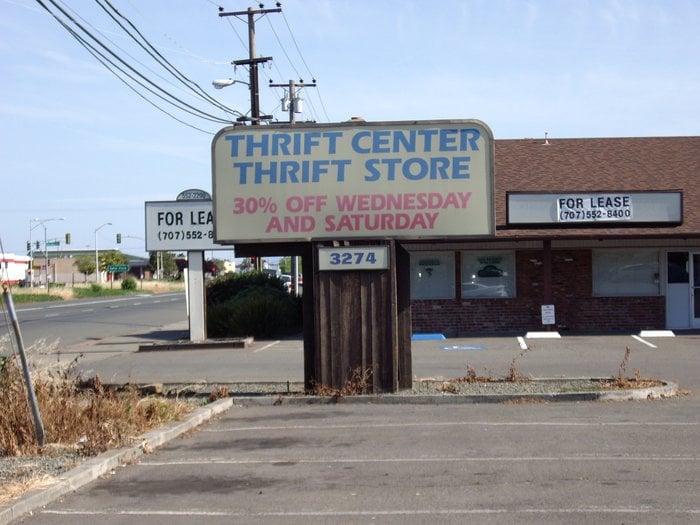 THRIFT CENTER
THRIFT STORE
30% OFF WEDNESDAY
AND SATURDAY
3274
FOR LEA
(707) 552-8
FOR LEASE
(707) 552-8400